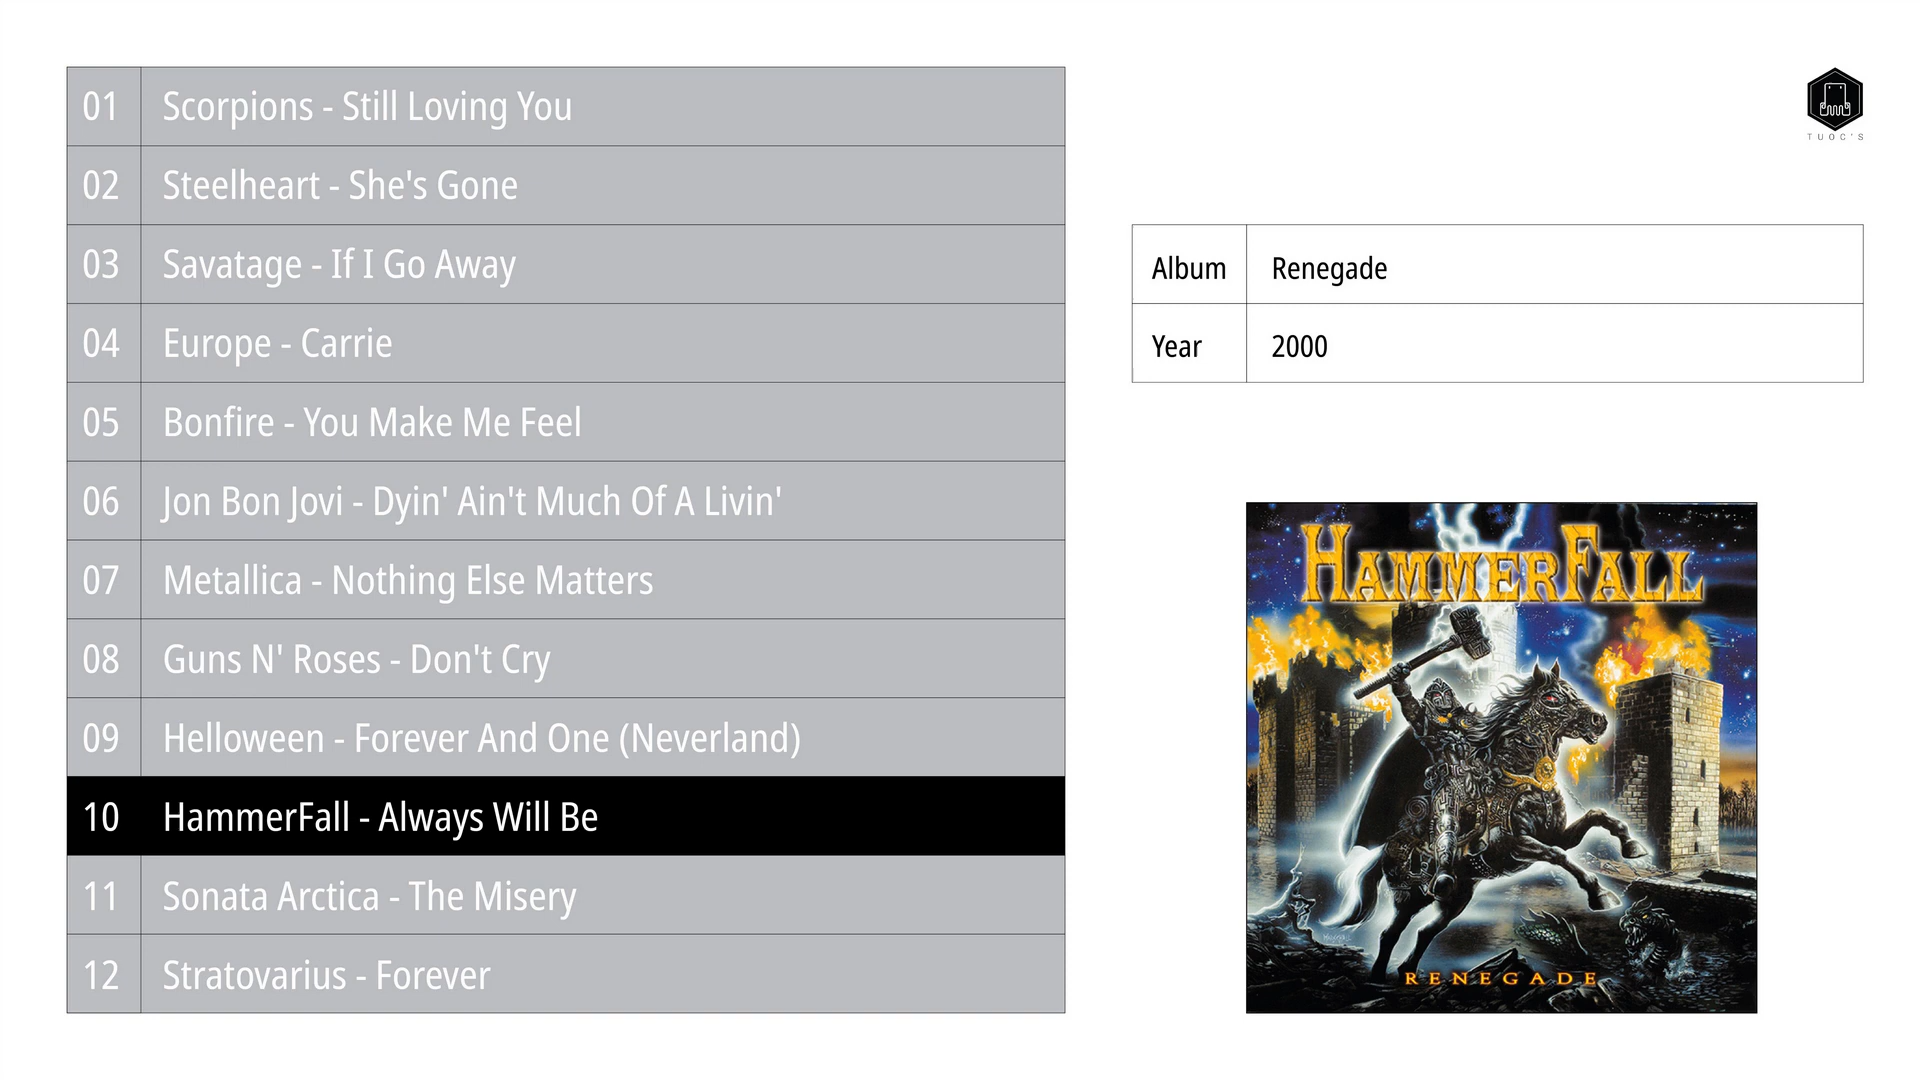 01 Scorpions - Still Loving You
02 Steelheart - She's Gone
03 Savatage - If I Go Away
04 Europe - Carrie
05 Bonfire - You Make Me Feel
06 Jon Bon Jovi - Dyin' Ain't Much Of A Livin'
07 Metallica - Nothing Else Matters
08 Guns N' Roses - Don't Cry
09 Helloween - Forever And One (Neverland)
10 HammerFall - Always Will Be
11 Sonata Arctica - The Misery
12 Stratovarius - Forever
TUOC'S
Album Renegade
Year 2000
HAMMERFALL
RENEGADE